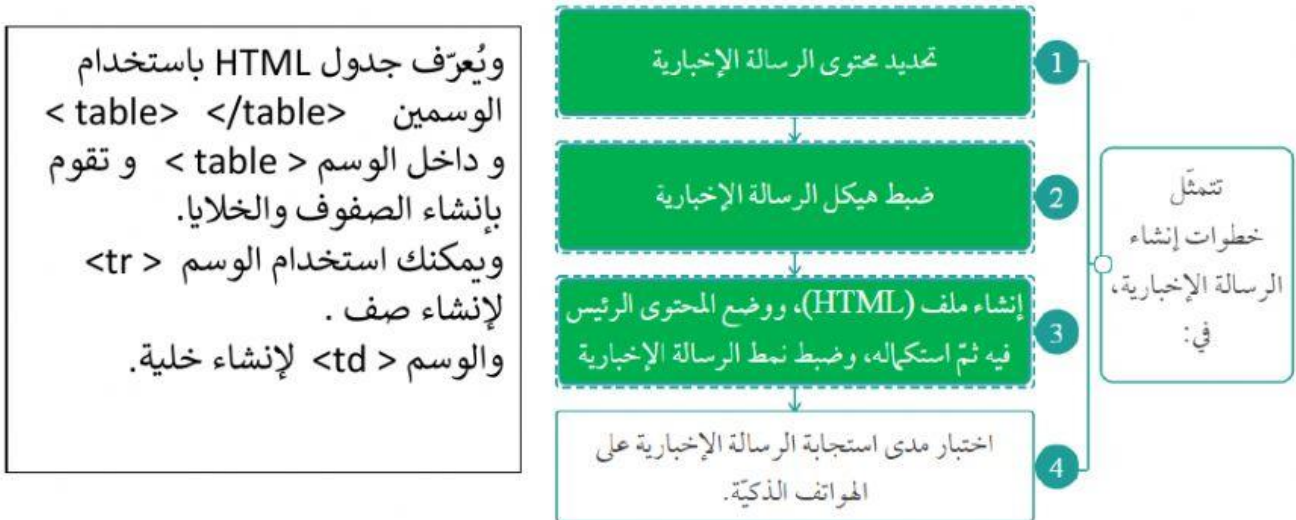 تتمثّل
خطوات إنشاء
الرسالة الإخبارية،
في:
1
تحديد محتوى الرسالة الإخبارية
2
ضبط هيكل الرسالة الإخبارية
3
إنشاء ملف (HTML)، ووضع المحتوى الرئيس
فيه ثمّ استكماله، وضبط نمط الرسالة الإخبارية
4
اختبار مدى استجابة الرسالة الإخبارية على
الهواتف الذكيّة.
ويُعرّف جدول HTML باستخدام
الوسمين <table> </table>
و داخل الوسم <table> و تقوم
بإنشاء الصفوف والخلايا.
ويمكنك استخدام الوسم <tr>
لإنشاء صف .
والوسم <td> لإنشاء خلية.